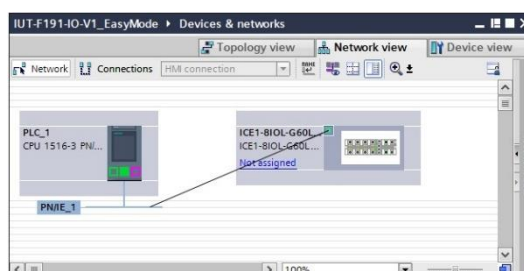 IUT-F191-IO-V1_EasyMode ▸ Devices & networks
Topology view
Network view
Device view
Network
Connections
HMI connection
PLC_1
CPU 1516-3 PN/...
ICE1-8IOL-G60L...
ICE1-8IOL-G60L...
Not assigned
PN/IE_1
100%